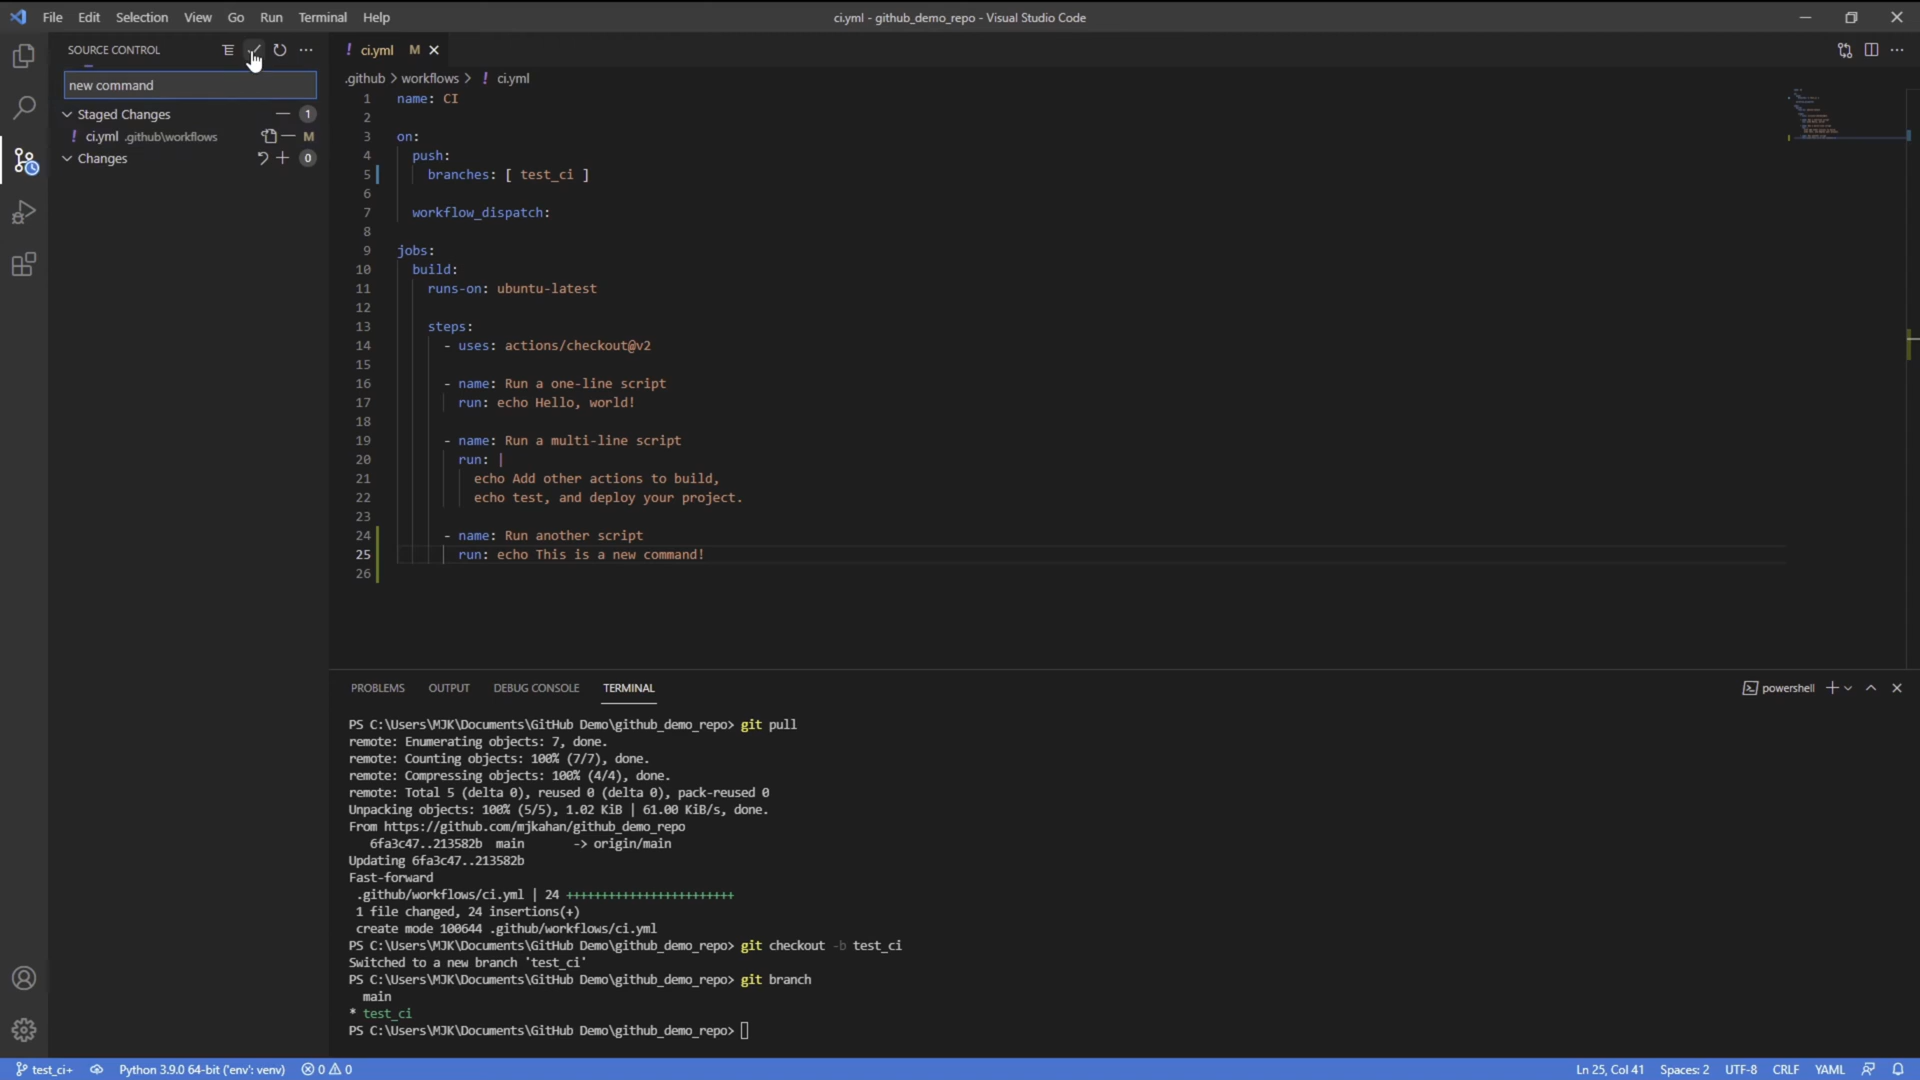 File Edit Selection View Go Run Terminal Help
ci.yml - github_demo_repo - Visual Studio Code
SOURCE CONTROL
new command
Staged Changes 1
ci.yml .github\workflows M
Changes 0
ci.yml M
.github > workflows > ! ci.yml
1 name: CI
2
3 on:
4 push:
5 branches: [ test_ci ]
6
7 workflow_dispatch:
8
9 jobs:
10 build:
11 runs-on: ubuntu-latest
12
13 steps:
14 - uses: actions/checkout@v2
15
16 - name: Run a one-line script
17 run: echo Hello, world!
18
19 - name: Run a multi-line script
20 run: |
21 echo Add other actions to build,
22 echo test, and deploy your project.
23
24 - name: Run another script
25 run: echo This is a new command!
26
PROBLEMS OUTPUT DEBUG CONSOLE TERMINAL
powershell
PS C:\Users\MJK\Documents\GitHub Demo\github_demo_repo> git pull
remote: Enumerating objects: 7, done.
remote: Counting objects: 100% (7/7), done.
remote: Compressing objects: 100% (4/4), done.
remote: Total 5 (delta 0), reused 0 (delta 0), pack-reused 0
Unpacking objects: 100% (5/5), 1.02 KiB | 61.00 KiB/s, done.
From https://github.com/mjkahan/github_demo_repo
6fa3c47..213582b main -> origin/main
Updating 6fa3c47..213582b
Fast-forward
.github/workflows/ci.yml | 24 ++++++++++++++++++++++++
1 file changed, 24 insertions(+)
create mode 100644 .github/workflows/ci.yml
PS C:\Users\MJK\Documents\GitHub Demo\github_demo_repo> git checkout -b test_ci
Switched to a new branch 'test_ci'
PS C:\Users\MJK\Documents\GitHub Demo\github_demo_repo> git branch
main
* test_ci
PS C:\Users\MJK\Documents\GitHub Demo\github_demo_repo>
test_ci+ Python 3.9.0 64-bit ('env': venv) 0 0
Ln 25, Col 41 Spaces: 2 UTF-8 CRLF YAML